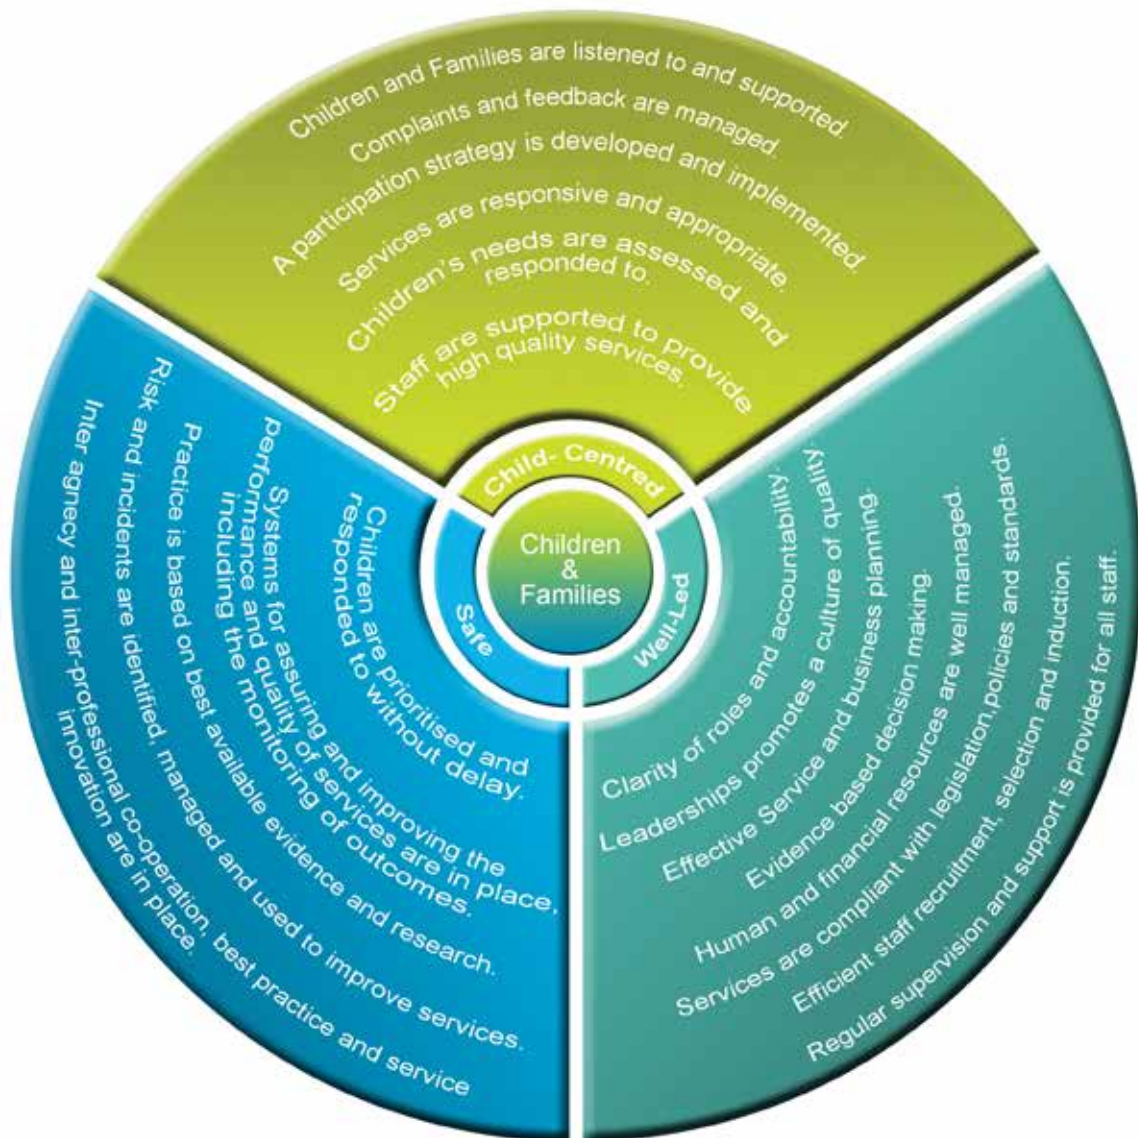 Children and Families are listened to and supported.
Complaints and feedback are managed.
A participation strategy is developed and implemented.
Services are responsive and appropriate.
Children's needs are assessed and
responded to.
Staff are supported to provide
high quality services.
Child- Centred
Children
&
Families
Safe
Well-Led
Children are prioritised and
responded to without delay.
Systems for assuring and improving the
performance and quality of services are in place,
including the monitoring of outcomes.
Practice is based on best available evidence and research.
Risk and incidents are identified, managed and used to improve services.
Inter agnecy and inter-professional co-operation, best practice and service
innovation are in place.
Clarity of roles and accountability.
Leaderships promotes a culture of quality.
Effective Service and business planning.
Evidence based decision making.
Human and financial resources are well managed.
Services are compliant with legislation,policies and standards.
Efficient staff recruitment, selection and induction.
Regular supervision and support is provided for all staff.